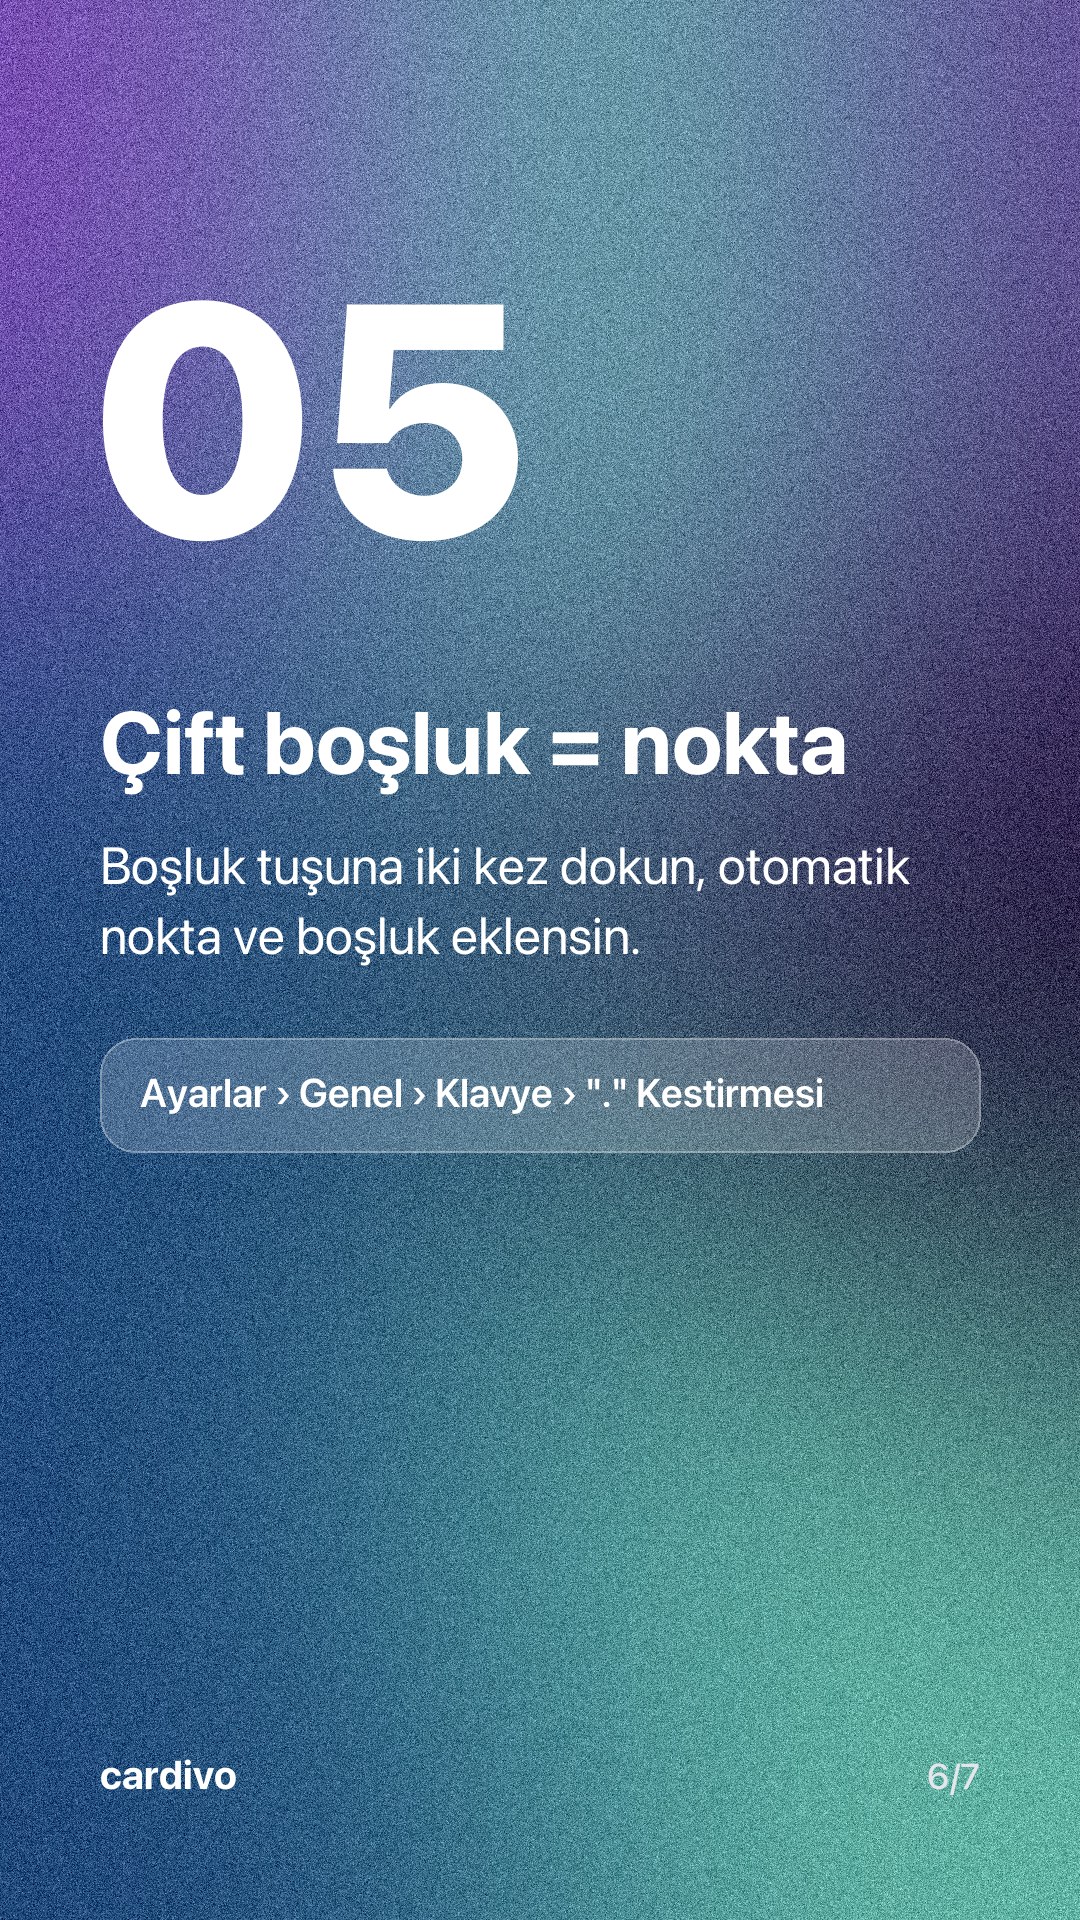 05
Çift boşluk = nokta
Boşluk tuşuna iki kez dokun, otomatik
nokta ve boşluk eklensin.
Ayarlar › Genel › Klavye › "." Kestirmesi
cardivo
6/7